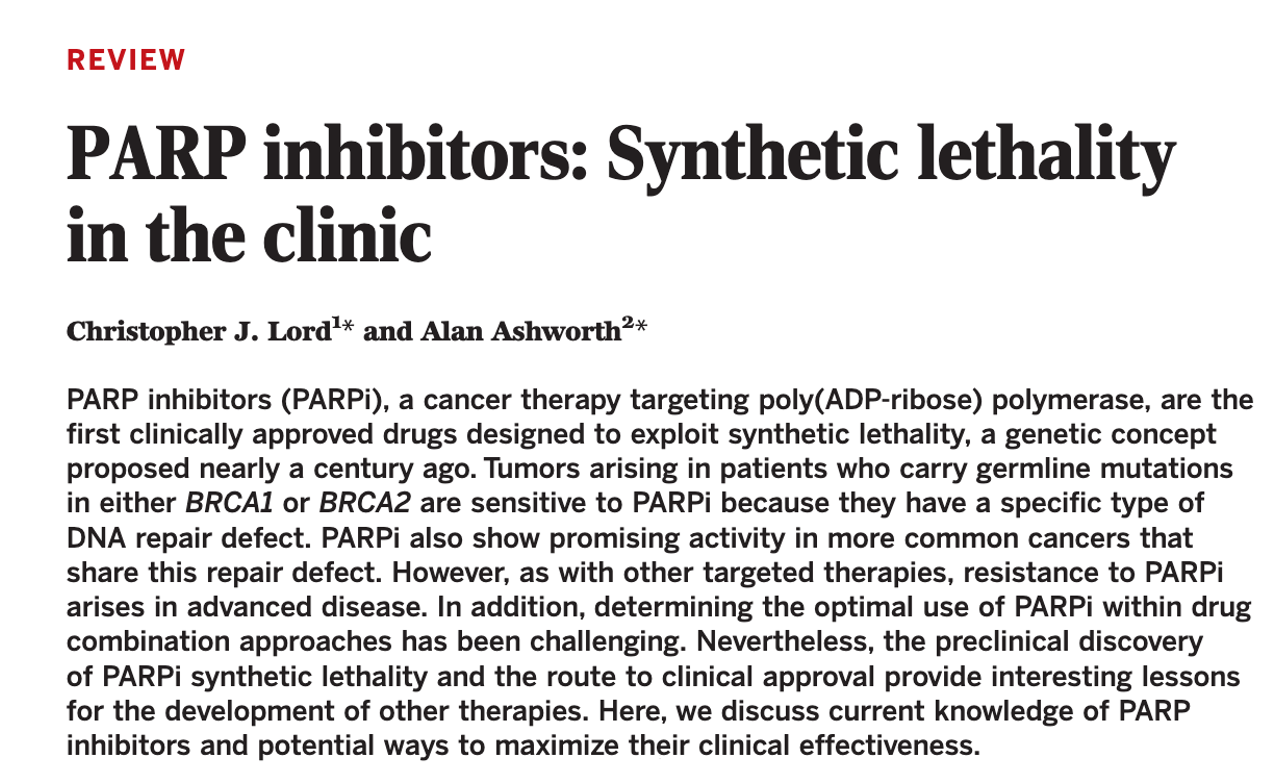 REVIEW
PARP inhibitors: Synthetic lethality
in the clinic
Christopher J. Lord1* and Alan Ashworth2*
PARP inhibitors (PARPi), a cancer therapy targeting poly(ADP-ribose) polymerase, are the
first clinically approved drugs designed to exploit synthetic lethality, a genetic concept
proposed nearly a century ago. Tumors arising in patients who carry germline mutations
in either BRCA1 or BRCA2 are sensitive to PARPi because they have a specific type of
DNA repair defect. PARPi also show promising activity in more common cancers that
share this repair defect. However, as with other targeted therapies, resistance to PARPi
arises in advanced disease. In addition, determining the optimal use of PARPi within drug
combination approaches has been challenging. Nevertheless, the preclinical discovery
of PARPi synthetic lethality and the route to clinical approval provide interesting lessons
for the development of other therapies. Here, we discuss current knowledge of PARP
inhibitors and potential ways to maximize their clinical effectiveness.